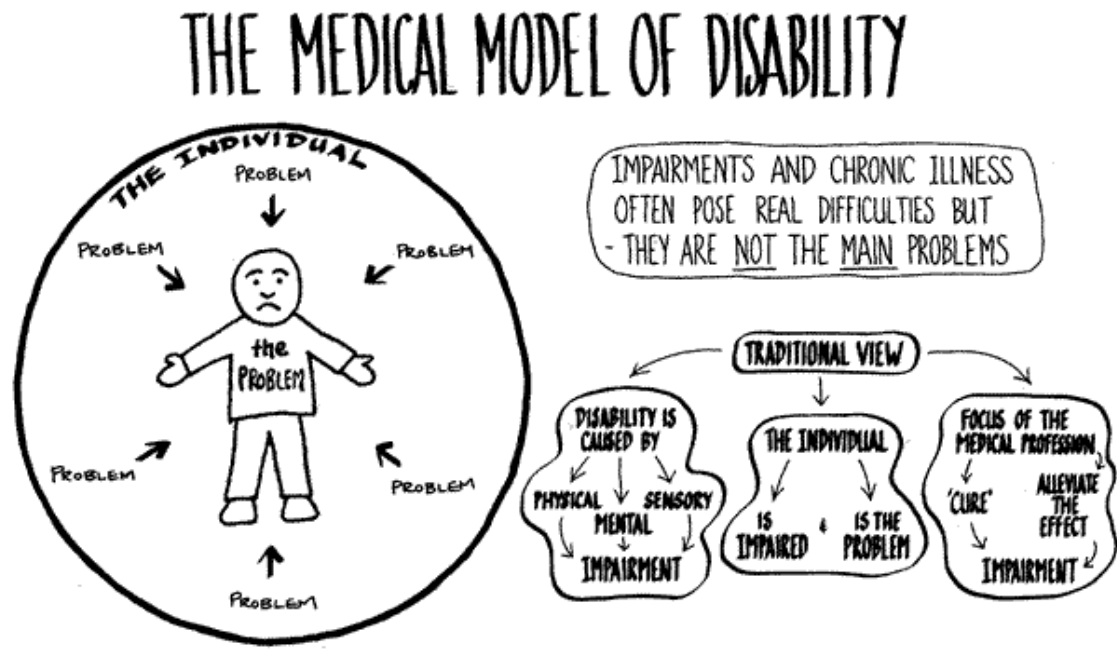 THE MEDICAL MODEL OF DISABILITY
THE INDIVIDUAL
PROBLEM
PROBLEM
PROBLEM
the
PROBLEM
PROBLEM
PROBLEM
PROBLEM
IMPAIRMENTS AND CHRONIC ILLNESS
OFTEN POSE REAL DIFFICULTIES BUT
- THEY ARE NOT THE MAIN PROBLEMS
TRADITIONAL VIEW
DISABILITY IS
CAUSED BY
PHYSICAL
SENSORY
MENTAL
IMPAIRMENT
THE INDIVIDUAL
IS
IMPAIRED
&
IS THE
PROBLEM
FOCUS OF THE
MEDICAL PROFESSION
'CURE'
ALLEVIATE
THE
EFFECT
IMPAIRMENT